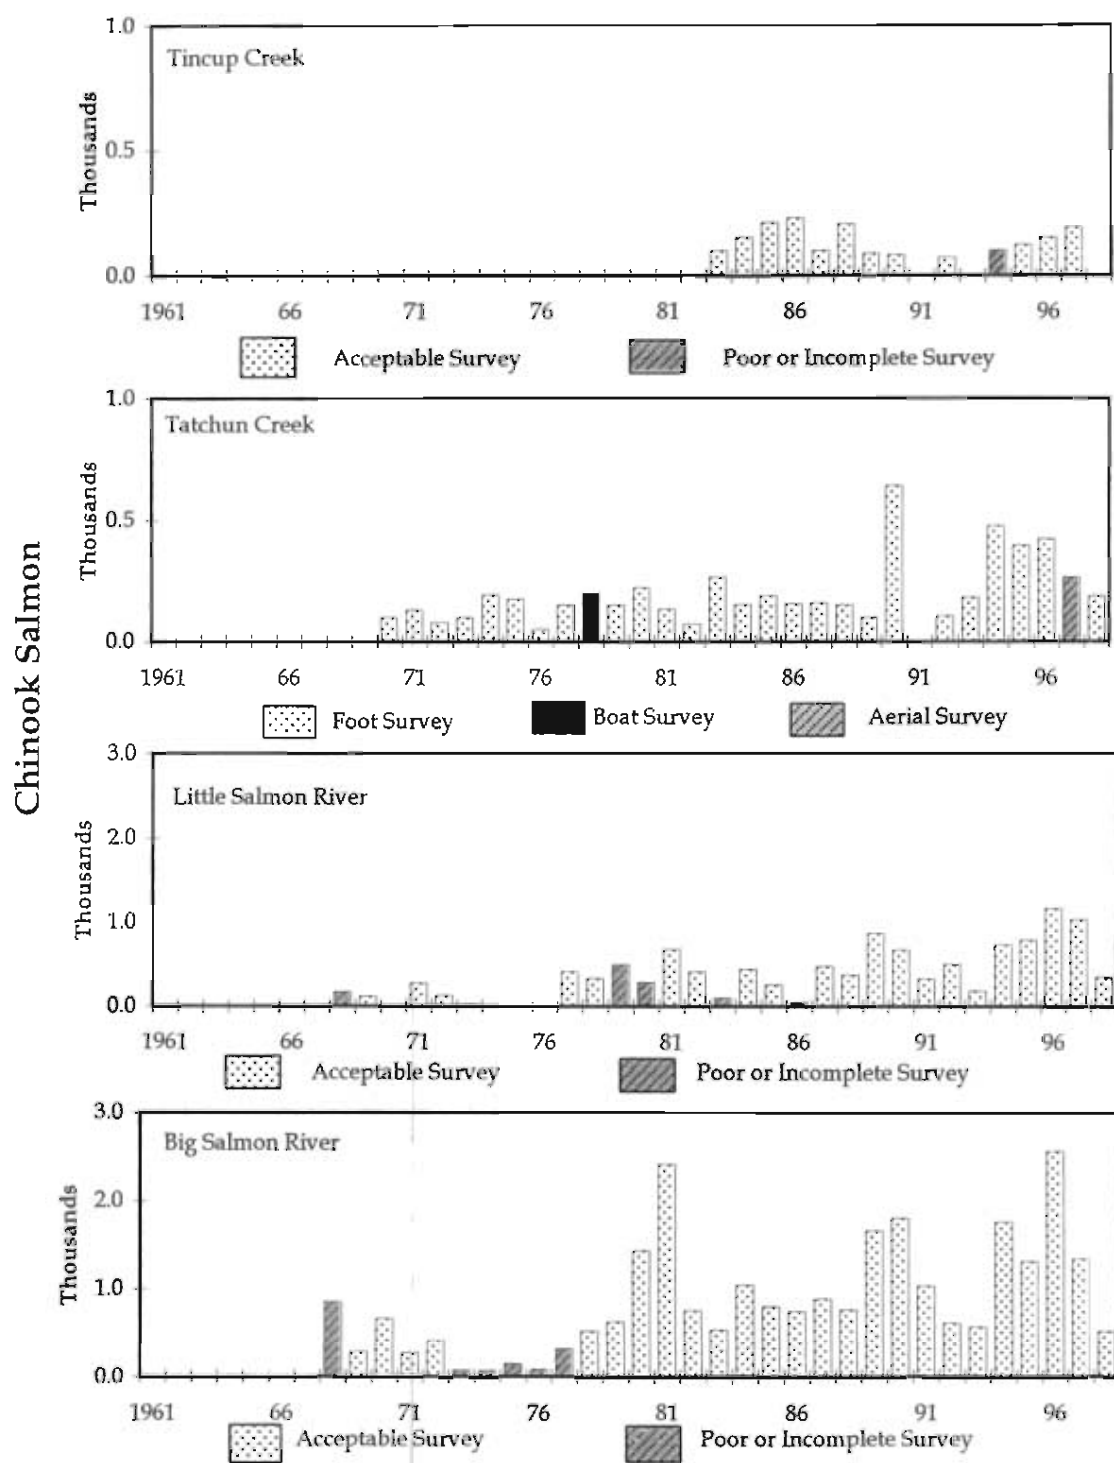 Chinook Salmon
1.0
Tincup Creek
Thousands
0.5
0.0
1961 66 71 76 81 86 91 96
Acceptable Survey Poor or Incomplete Survey
1.0
Tatchun Creek
Thousands
0.5
0.0
1961 66 71 76 81 86 91 96
Foot Survey Boat Survey Aerial Survey
3.0
Little Salmon River
2.0
Thousands
1.0
0.0
1961 66 71 76 81 86 91 96
Acceptable Survey Poor or Incomplete Survey
3.0
Big Salmon River
2.0
Thousands
1.0
0.0
1961 66 71 76 81 86 91 96
Acceptable Survey Poor or Incomplete Survey